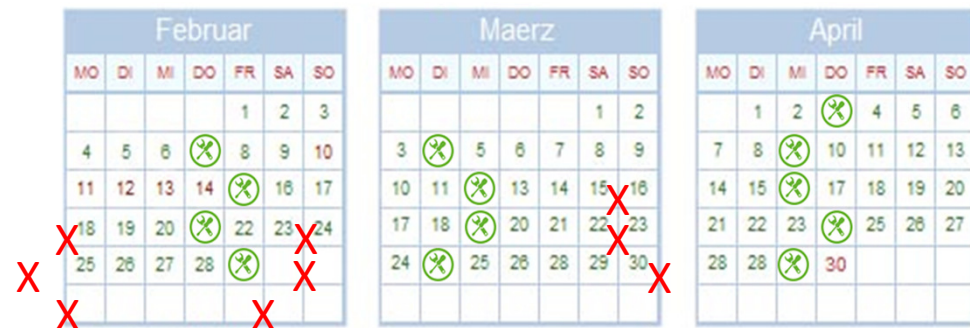 Februar
MO DI MI DO FR SA SO
1 2 3
4 5 6 8 9 10
11 12 13 14 16 17
X 18 19 20 22 23 X 24
X 25 26 27 28 X
X X
Maerz
MO DI MI DO FR SA SO
1 2
3 5 6 7 8 9
10 11 13 14 15 X 16
17 18 20 21 22 X 23
24 25 26 28 29 30 X
April
MO DI MI DO FR SA SO
1 2 4 5 6
7 8 10 11 12 13
14 15 17 18 19 20
21 22 23 25 26 27
28 28 30